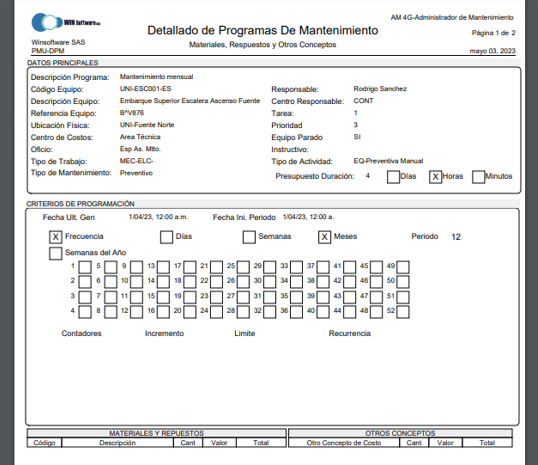 WIN Software
AM 4G-Administrador de Mantenimiento
Detallado de Programas De Mantenimiento
Página 1 de 2
Winsoftware SAS
Materiales, Respuestos y Otros Conceptos
PMU-DPM
mayo 03, 2023
DATOS PRINCIPALES
Descripción Programa: Mantenimiento mensual
Código Equipo: UNI-ESC001-ES Responsable: Rodrigo Sanchez
Descripción Equipo: Embarque Superior Escalera Ascenso Fuente Centro Responsable: CONT
Referencia Equipo: B^V876 Tarea: 1
Ubicación Física: UNI-Fuente Norte Prioridad 3
Centro de Costos: Area Técnica Equipo Parado SI
Oficio: Esp As. Mto. Instructivo:
Tipo de Trabajo: MEC-ELC- Tipo de Actividad: EQ-Preventiva Manual
Tipo de Mantenimiento: Preventivo Presupuesto Duración: 4 Días X Horas Minutos
CRITERIOS DE PROGRAMACIÓN
Fecha Ult. Gen 1/04/23, 12:00 a.m. Fecha Ini. Periodo 1/04/23, 12:00 a.
X Frecuencia Días Semanas X Meses Periodo 12
Semanas del Año
1 5 9 13 17 21 25 29 33 37 41 45 49
2 6 10 14 18 22 26 30 34 38 42 46 50
3 7 11 15 19 23 27 31 35 39 43 47 51
4 8 12 16 20 24 28 32 36 40 44 48 52
Contadores Incremento Limite Recurrencia
MATERIALES Y REPUESTOS OTROS CONCEPTOS
Código Descripción Cant Valor Total Otro Concepto de Costo Cant Valor Total